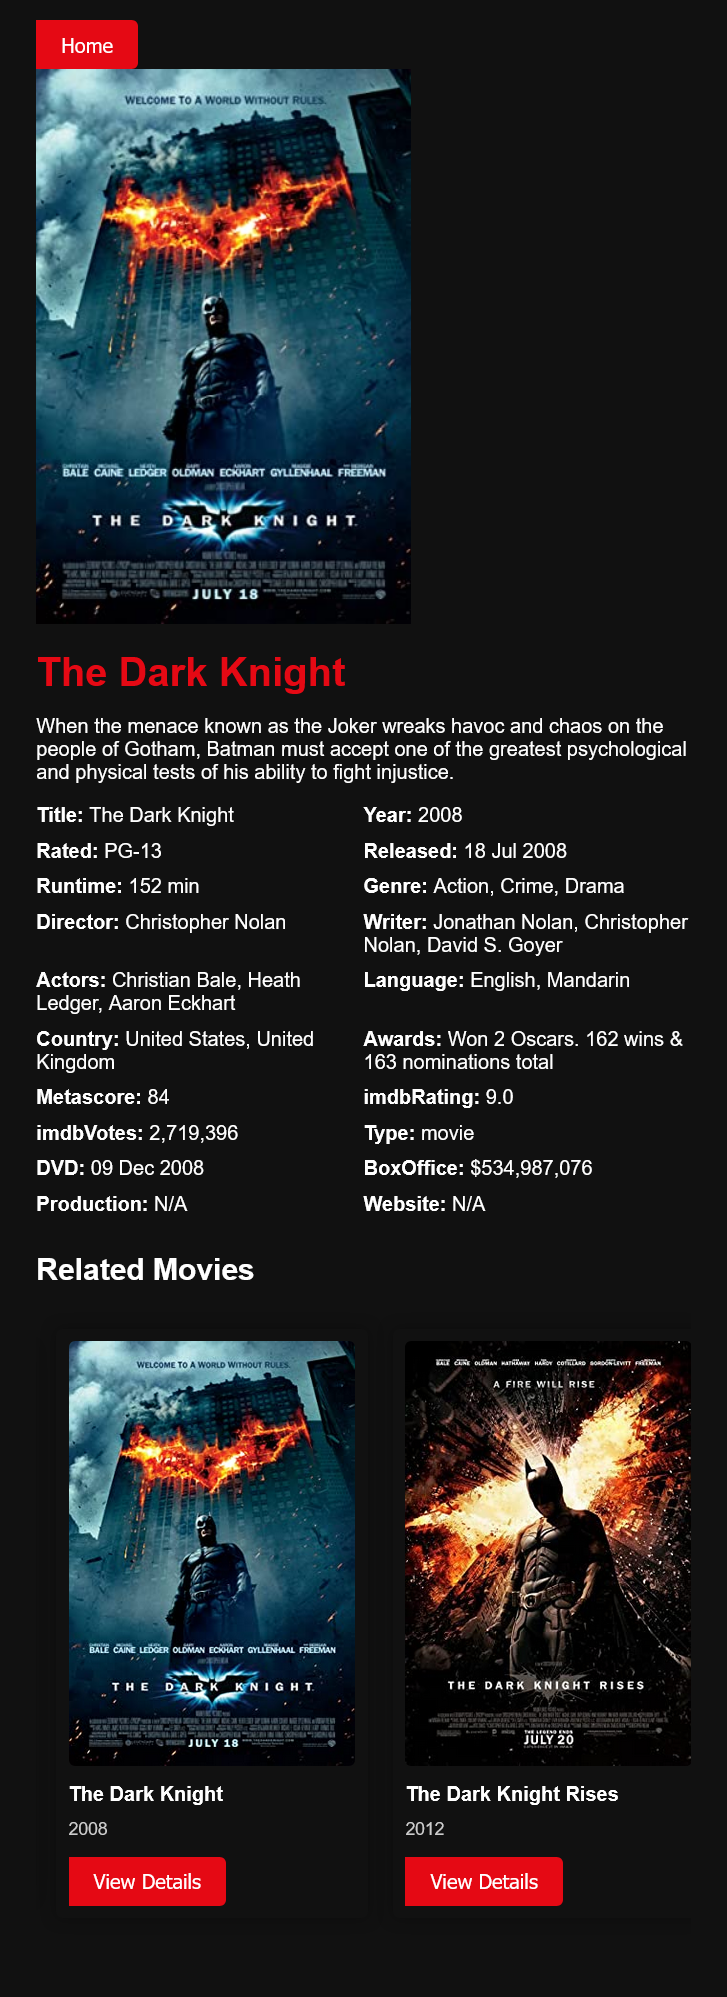 Home
WELCOME TO A WORLD WITHOUT RULES.
BALE CAINE LEDGER OLDMAN ECKHART GYLLENHAAL FREEMAN
THE DARK KNIGHT
JULY 18
The Dark Knight
When the menace known as the Joker wreaks havoc and chaos on the
people of Gotham, Batman must accept one of the greatest psychological
and physical tests of his ability to fight injustice.
Title: The Dark Knight
Year: 2008
Rated: PG-13
Released: 18 Jul 2008
Runtime: 152 min
Genre: Action, Crime, Drama
Director: Christopher Nolan
Writer: Jonathan Nolan, Christopher
Nolan, David S. Goyer
Actors: Christian Bale, Heath
Ledger, Aaron Eckhart
Language: English, Mandarin
Country: United States, United
Kingdom
Awards: Won 2 Oscars. 162 wins &
163 nominations total
Metascore: 84
imdbRating: 9.0
imdbVotes: 2,719,396
Type: movie
DVD: 09 Dec 2008
BoxOffice: $534,987,076
Production: N/A
Website: N/A
Related Movies
WELCOME TO A WORLD WITHOUT RULES.
BALE CAINE LEDGER OLDMAN ECKHART GYLLENHAAL FREEMAN
THE DARK KNIGHT
JULY 18
The Dark Knight
2008
View Details
BALE CAINE OLDMAN HATHAWAY HARDY COTILLARD GORDON-LEVITT FREEMAN
A FIRE WILL RISE
THE DARK KNIGHT RISES
THE LEGEND ENDS
JULY 20
The Dark Knight Rises
2012
View Details